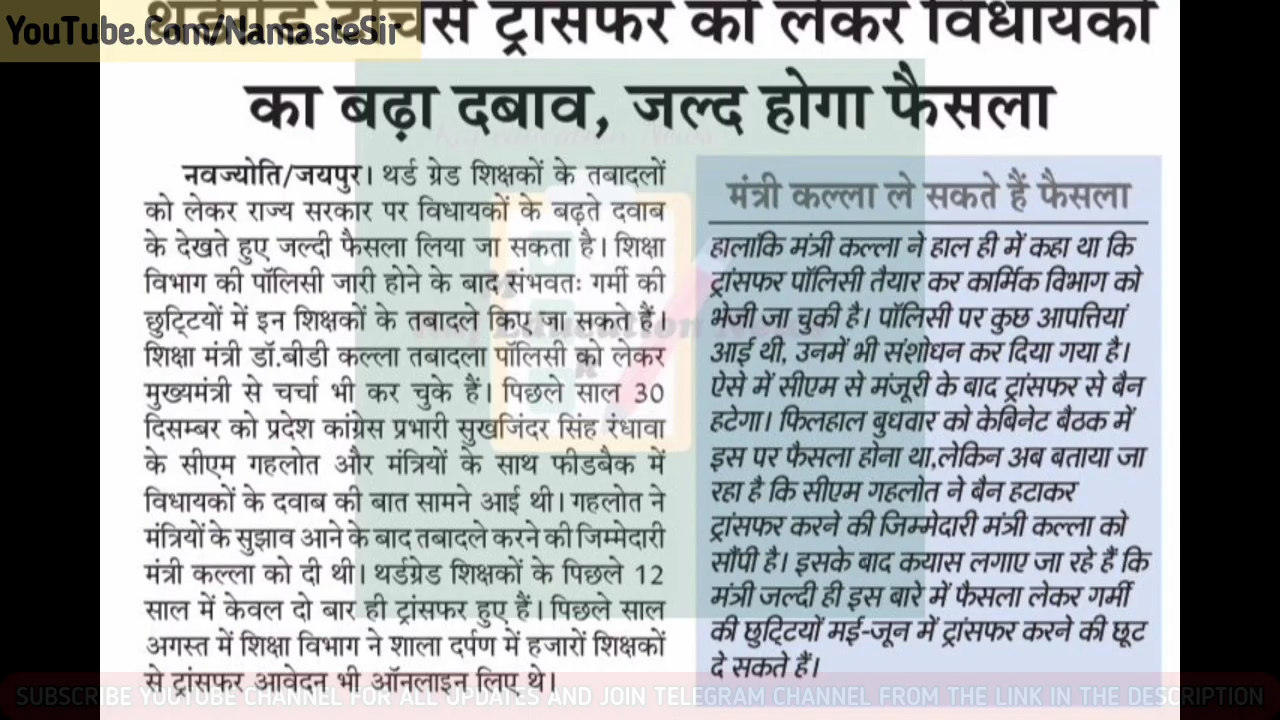 YouTube.Com/NamasteSir
थर्डग्रेड टीचर्स ट्रांसफर को लेकर विधायकों
का बढ़ा दबाव, जल्द होगा फैसला
नवज्योति/जयपुर। थर्ड ग्रेड शिक्षकों के तबादलों
को लेकर राज्य सरकार पर विधायकों के बढ़ते दवाब
के देखते हुए जल्दी फैसला लिया जा सकता है। शिक्षा
विभाग की पॉलिसी जारी होने के बाद संभवतः गर्मी की
छुट्टियों में इन शिक्षकों के तबादले किए जा सकते हैं।
शिक्षा मंत्री डॉ.बीडी कल्ला तबादला पॉलिसी को लेकर
मुख्यमंत्री से चर्चा भी कर चुके हैं। पिछले साल 30
दिसम्बर को प्रदेश कांग्रेस प्रभारी सुखजिंदर सिंह रंधावा
के सीएम गहलोत और मंत्रियों के साथ फीडबैक में
विधायकों के दवाब की बात सामने आई थी। गहलोत ने
मंत्रियों के सुझाव आने के बाद तबादले करने की जिम्मेदारी
मंत्री कल्ला को दी थी। थर्डग्रेड शिक्षकों के पिछले 12
साल में केवल दो बार ही ट्रांसफर हुए हैं। पिछले साल
अगस्त में शिक्षा विभाग ने शाला दर्पण में हजारों शिक्षकों
से ट्रांसफर आवेदन भी ऑनलाइन लिए थे।
मंत्री कल्ला ले सकते हैं फैसला
हालांकि मंत्री कल्ला ने हाल ही में कहा था कि
ट्रांसफर पॉलिसी तैयार कर कार्मिक विभाग को
भेजी जा चुकी है। पॉलिसी पर कुछ आपत्तियां
आई थी, उनमें भी संशोधन कर दिया गया है।
ऐसे में सीएम से मंजूरी के बाद ट्रांसफर से बैन
हटेगा। फिलहाल बुधवार को केबिनेट बैठक में
इस पर फैसला होना था,लेकिन अब बताया जा
रहा है कि सीएम गहलोत ने बैन हटाकर
ट्रांसफर करने की जिम्मेदारी मंत्री कल्ला को
सौंपी है। इसके बाद कयास लगाए जा रहे हैं कि
मंत्री जल्दी ही इस बारे में फैसला लेकर गर्मी
की छुट्टियों मई-जून में ट्रांसफर करने की छूट
दे सकते हैं।
SUBSCRIBE YOUTUBE CHANNEL FOR ALL UPDATES AND JOIN TELEGRAM CHANNEL FROM THE LINK IN THE DESCRIPTION